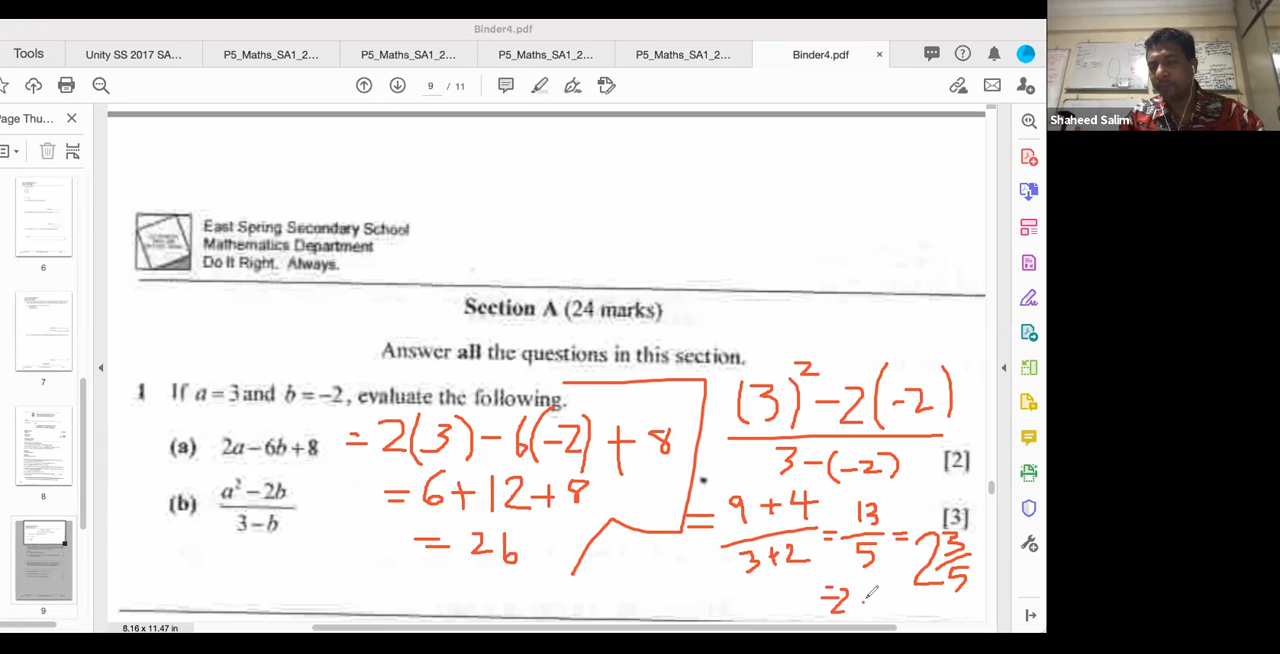 Binder4.pdf
Tools
Unity SS 2017 SA...
P5_Maths_SA1_2...
P5_Maths_SA1_2...
P5_Maths_SA1_2...
P5_Maths_SA1_2...
Binder4.pdf
×
9 / 11
age Thu...
6
7
8
9
Shaheed Salim
East Spring Secondary School
Mathematics Department
Do It Right. Always.
Section A (24 marks)
Answer all the questions in this section.
1 If a = 3 and b = -2, evaluate the following.
(a) 2a - 6b + 8
= 2(3) - 6(-2) + 8
= 6 + 12 + 8
= 26
[2]
(b) a² - 2b
3 - b
(3)² - 2(-2)
3 - (-2)
= 9 + 4
3 + 2
= 13
5
= 2 3
5
= 2.
[3]
8.16 x 11.47 in